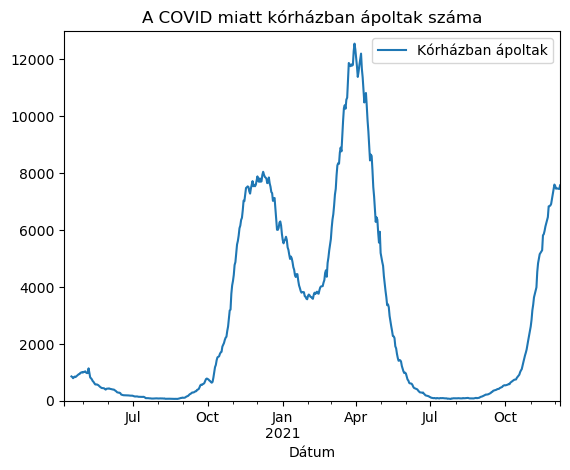 A COVID miatt kórházban ápoltak száma
Kórházban ápoltak
12000
10000
8000
6000
4000
2000
0
Jul Oct Jan Apr Jul Oct
2021
Dátum